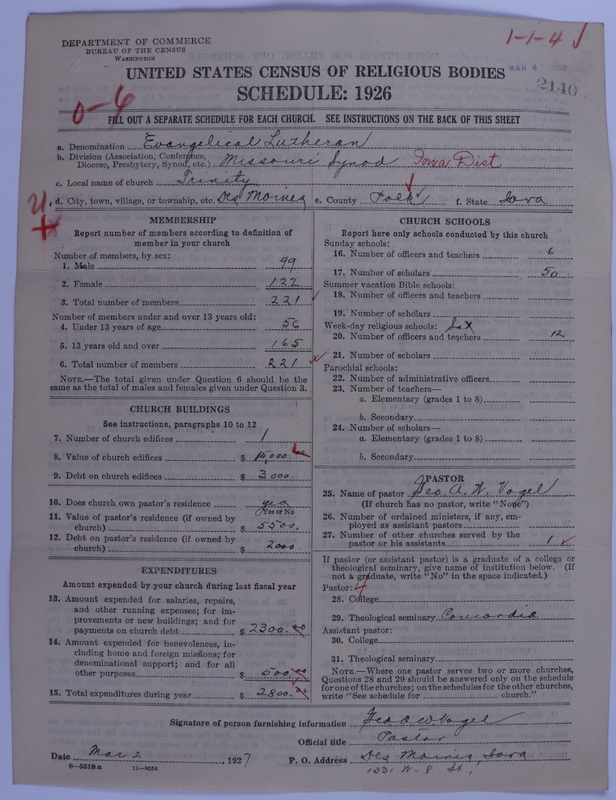 DEPARTMENT OF COMMERCE
BUREAU OF THE CENSUS
WASHINGTON
1-1-4
MAR 4
2140
UNITED STATES CENSUS OF RELIGIOUS BODIES
SCHEDULE: 1926
0-6
FILL OUT A SEPARATE SCHEDULE FOR EACH CHURCH. SEE INSTRUCTIONS ON THE BACK OF THIS SHEET
a. Denomination Evangelical Lutheran
b. Division (Association, Conference, Diocese, Presbytery, Synod, etc.) Missouri Synod Iowa Dist
c. Local name of church Trinity
d. City, town, village, or township, etc. Des Moines e. County Polk f. State Iowa
MEMBERSHIP
Report number of members according to definition of
member in your church
Number of members, by sex:
1. Male 99
2. Female 122
3. Total number of members 221
Number of members under and over 13 years old:
4. Under 13 years of age 56
5. 13 years old and over 165
6. Total number of members 221
NOTE.—The total given under Question 6 should be the
same as the total of males and females given under Question 3.
CHURCH BUILDINGS
See instructions, paragraphs 10 to 12
7. Number of church edifices 1
8. Value of church edifices $
9. Debt on church edifices $ 3000
10. Does church own pastor's residence yes
(Yes or No
11. Value of pastor's residence (if owned by
church) $ 5500.
12. Debt on pastor's residence (if owned by
church) $ 2000
EXPENDITURES
Amount expended by your church during last fiscal year
13. Amount expended for salaries, repairs,
and other running expenses; for im-
provements or new buildings; and for
payments on church debt $ 2300.00
14. Amount expended for benevolences, in-
cluding home and foreign missions; for
denominational support; and for all
other purposes $ 500.00
15. Total expenditures during year $ 2800.00
CHURCH SCHOOLS
Report here only schools conducted by this church
Sunday schools:
16. Number of officers and teachers 6
17. Number of scholars 50
Summer vacation Bible schools:
18. Number of officers and teachers
19. Number of scholars
Week-day religious schools: Sat
20. Number of officers and teachers 12
21. Number of scholars
Parochial schools:
22. Number of administrative officers
23. Number of teachers—
a. Elementary (grades 1 to 8)
b. Secondary
24. Number of scholars—
a. Elementary (grades 1 to 8)
b. Secondary
PASTOR
25. Name of pastor Geo. A. W. Vogel
(If church has no pastor, write "None")
26. Number of ordained ministers, if any, em-
ployed as assistant pastors
27. Number of other churches served by the
pastor or his assistants 1
If pastor (or assistant pastor) is a graduate of a college or
theological seminary, give name of institution below. (If
not a graduate, write "No" in the space indicated.)
Pastor: 4
28. College
29. Theological seminary Concordia
Assistant pastor:
30. College
31. Theological seminary
NOTE.—Where one pastor serves two or more churches,
Questions 28 and 29 should be answered only on the schedule
for one of the churches; on the schedules for the other churches,
write "See schedule for church."
Signature of person furnishing information Geo A W Vogel
Official title Pastor
Date Mar 2, 1927 P. O. Address Des Moines, Iowa
1331 W. 8 St,
8-5518a 11-9054